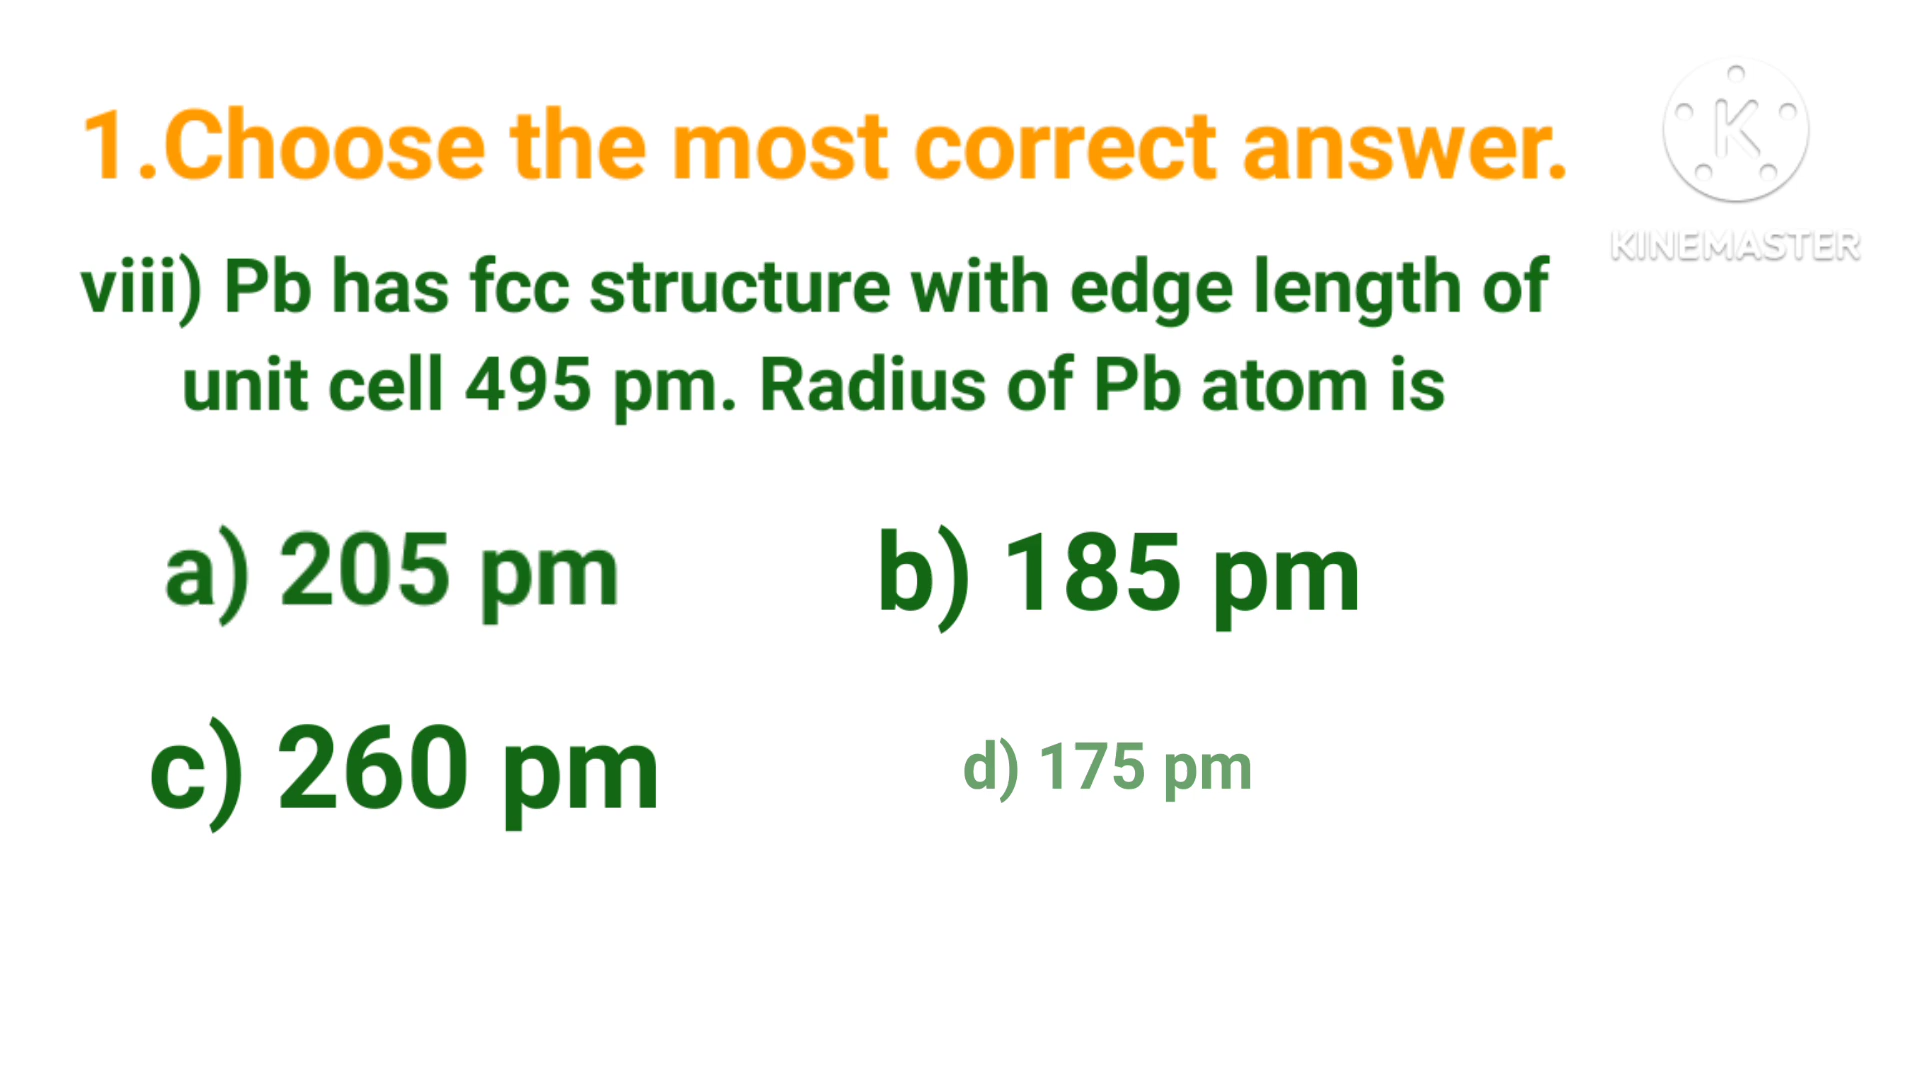 1.Choose the most correct answer.
K
KINEMASTER
viii) Pb has fcc structure with edge length of
unit cell 495 pm. Radius of Pb atom is
a) 205 pm
b) 185 pm
c) 260 pm
d) 175 pm